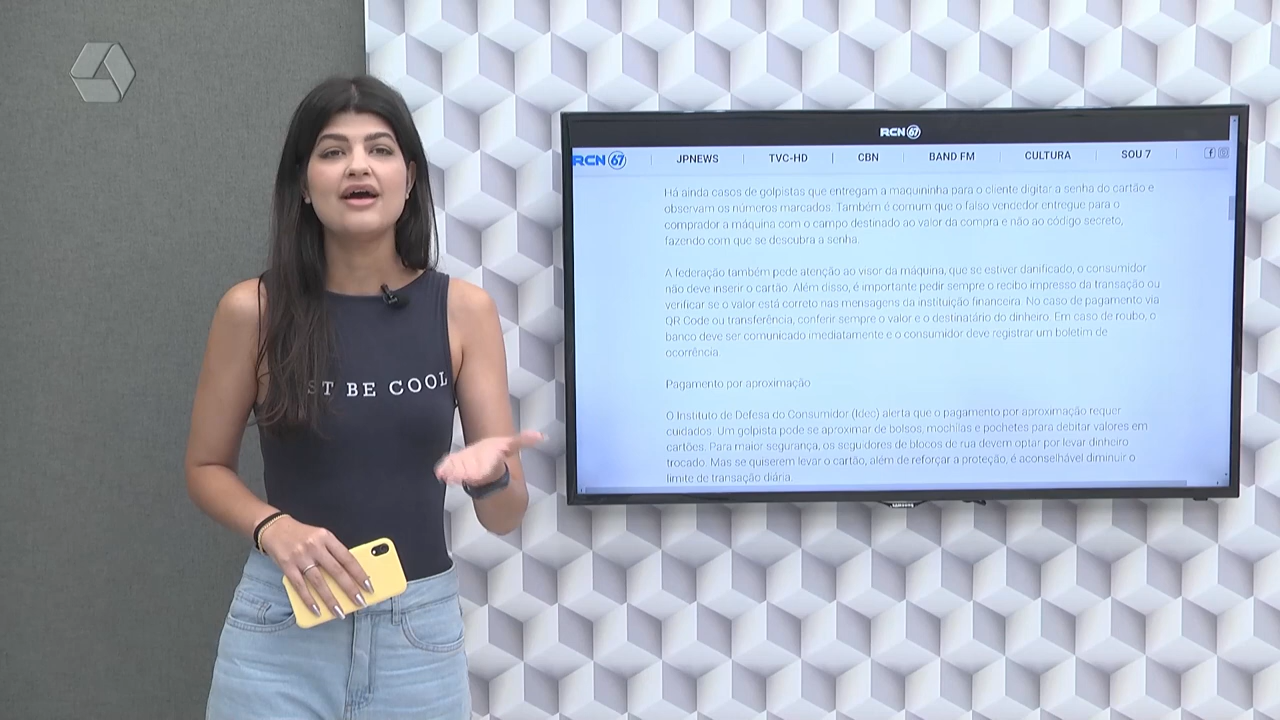 RCN 67
RCN 67
JPNEWS
TVC-HD
CBN
BAND FM
CULTURA
SOU 7
Há ainda casos de golpistas que entregam a maquininha para o cliente digitar a senha do cartão e
observam os números marcados. Também é comum que o falso vendedor entregue para o
comprador a máquina com o campo destinado ao valor da compra e não ao código secreto,
fazendo com que se descubra a senha.
A federação também pede atenção ao visor da máquina, que se estiver danificado, o consumidor
não deve inserir o cartão. Além disso, é importante pedir sempre o recibo impresso da transação ou
verificar se o valor está correto nas mensagens da instituição financeira. No caso de pagamento via
QR Code ou transferência, conferir sempre o valor e o destinatário do dinheiro. Em caso de roubo, o
banco deve ser comunicado imediatamente e o consumidor deve registrar um boletim de
ocorrência.
Pagamento por aproximação
O Instituto de Defesa do Consumidor (Idec) alerta que o pagamento por aproximação requer
cuidados. Um golpista pode se aproximar de bolsos, mochilas e pochetes para debitar valores em
cartões. Para maior segurança, os seguidores de blocos de rua devem optar por levar dinheiro
trocado. Mas se quiserem levar o cartão, além de reforçar a proteção, é aconselhável diminuir o
limite de transação diária.
SAMSUNG
ST BE COOL